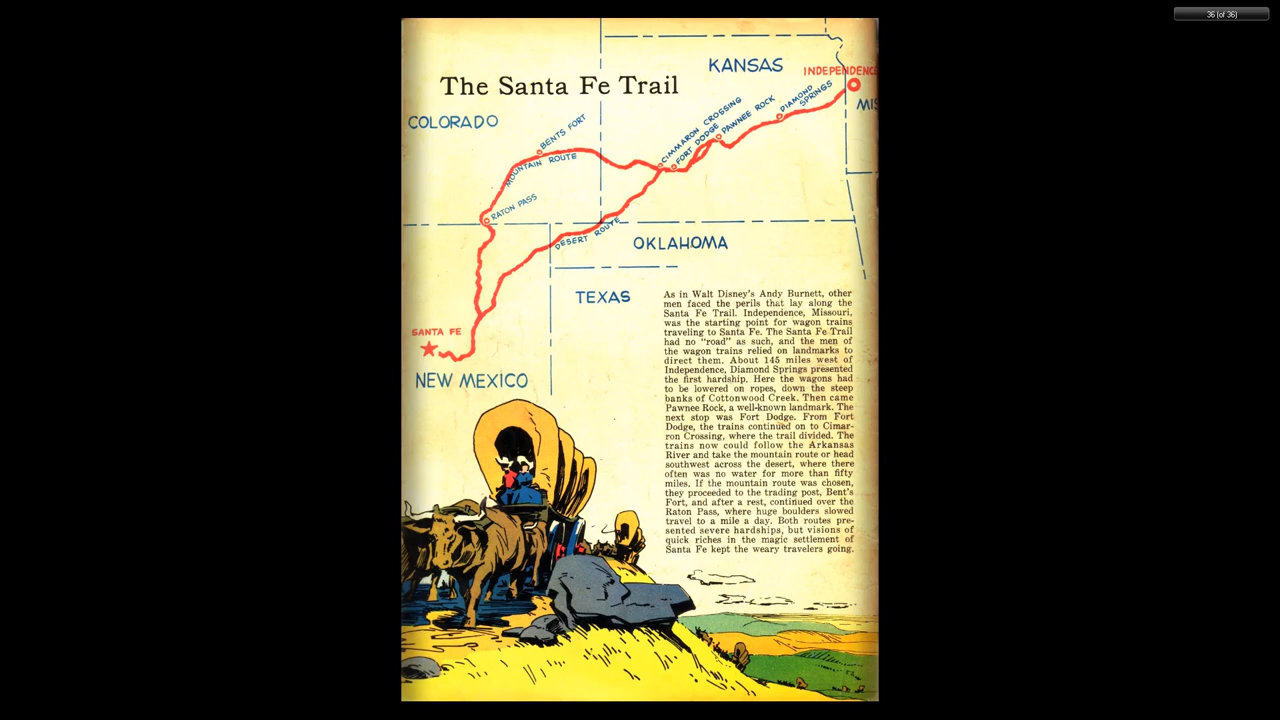 36 (of 36)
The Santa Fe Trail
KANSAS
INDEPENDENC
MIS
COLORADO
BENTS FORT
MOUNTAIN ROUTE
CIMMARON CROSSING
FORT DODGE
PAWNEE ROCK
DIAMOND
SPRINGS
RATON PASS
DESERT ROUTE
OKLAHOMA
TEXAS
SANTA FE
NEW MEXICO
As in Walt Disney's Andy Burnett, other
men faced the perils that lay along the
Santa Fe Trail. Independence, Missouri,
was the starting point for wagon trains
traveling to Santa Fe. The Santa Fe Trail
had no "road" as such, and the men of
the wagon trains relied on landmarks to
direct them. About 145 miles west of
Independence, Diamond Springs presented
the first hardship. Here the wagons had
to be lowered on ropes, down the steep
banks of Cottonwood Creek. Then came
Pawnee Rock, a well-known landmark. The
next stop was Fort Dodge. From Fort
Dodge, the trains continued on to Cimar-
ron Crossing, where the trail divided. The
trains now could follow the Arkansas
River and take the mountain route or head
southwest across the desert, where there
often was no water for more than fifty
miles. If the mountain route was chosen,
they proceeded to the trading post, Bent's
Fort, and after a rest, continued over the
Raton Pass, where huge boulders slowed
travel to a mile a day. Both routes pre-
sented severe hardships, but visions of
quick riches in the magic settlement of
Santa Fe kept the weary travelers going.